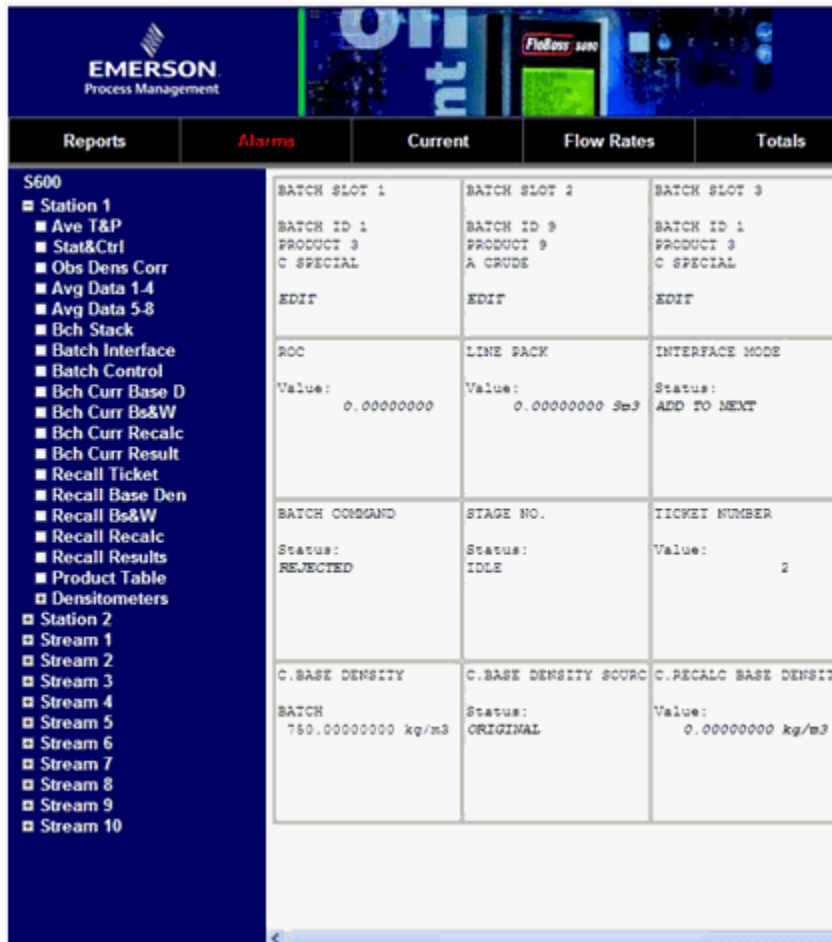 EMERSON
Process Management
FloBoss S600
Reports
Alarms
Current
Flow Rates
Totals
S600
Station 1
Ave T&P
Stat&Ctrl
Obs Dens Corr
Avg Data 1-4
Avg Data 5-8
Bch Stack
Batch Interface
Batch Control
Bch Curr Base D
Bch Curr Bs&W
Bch Curr Recalc
Bch Curr Result
Recall Ticket
Recall Base Den
Recall Bs&W
Recall Recalc
Recall Results
Product Table
Densitometers
Station 2
Stream 1
Stream 2
Stream 3
Stream 4
Stream 5
Stream 6
Stream 7
Stream 8
Stream 9
Stream 10
BATCH SLOT 1
BATCH ID 1
PRODUCT 3
C SPECIAL
EDIT
BATCH SLOT 2
BATCH ID 9
PRODUCT 9
A CRUDE
EDIT
BATCH SLOT 3
BATCH ID 1
PRODUCT 3
C SPECIAL
EDIT
ROC
Value:
0.00000000
LINE PACK
Value:
0.00000000 Sm3
INTERFACE MODE
Status:
ADD TO NEXT
BATCH COMMAND
Status:
REJECTED
STAGE NO.
Status:
IDLE
TICKET NUMBER
Value:
2
C.BASE DENSITY
BATCH
750.00000000 kg/m3
C.BASE DENSITY SOURC
Status:
ORIGINAL
C.RECALC BASE DENSIT
Value:
0.00000000 kg/m3